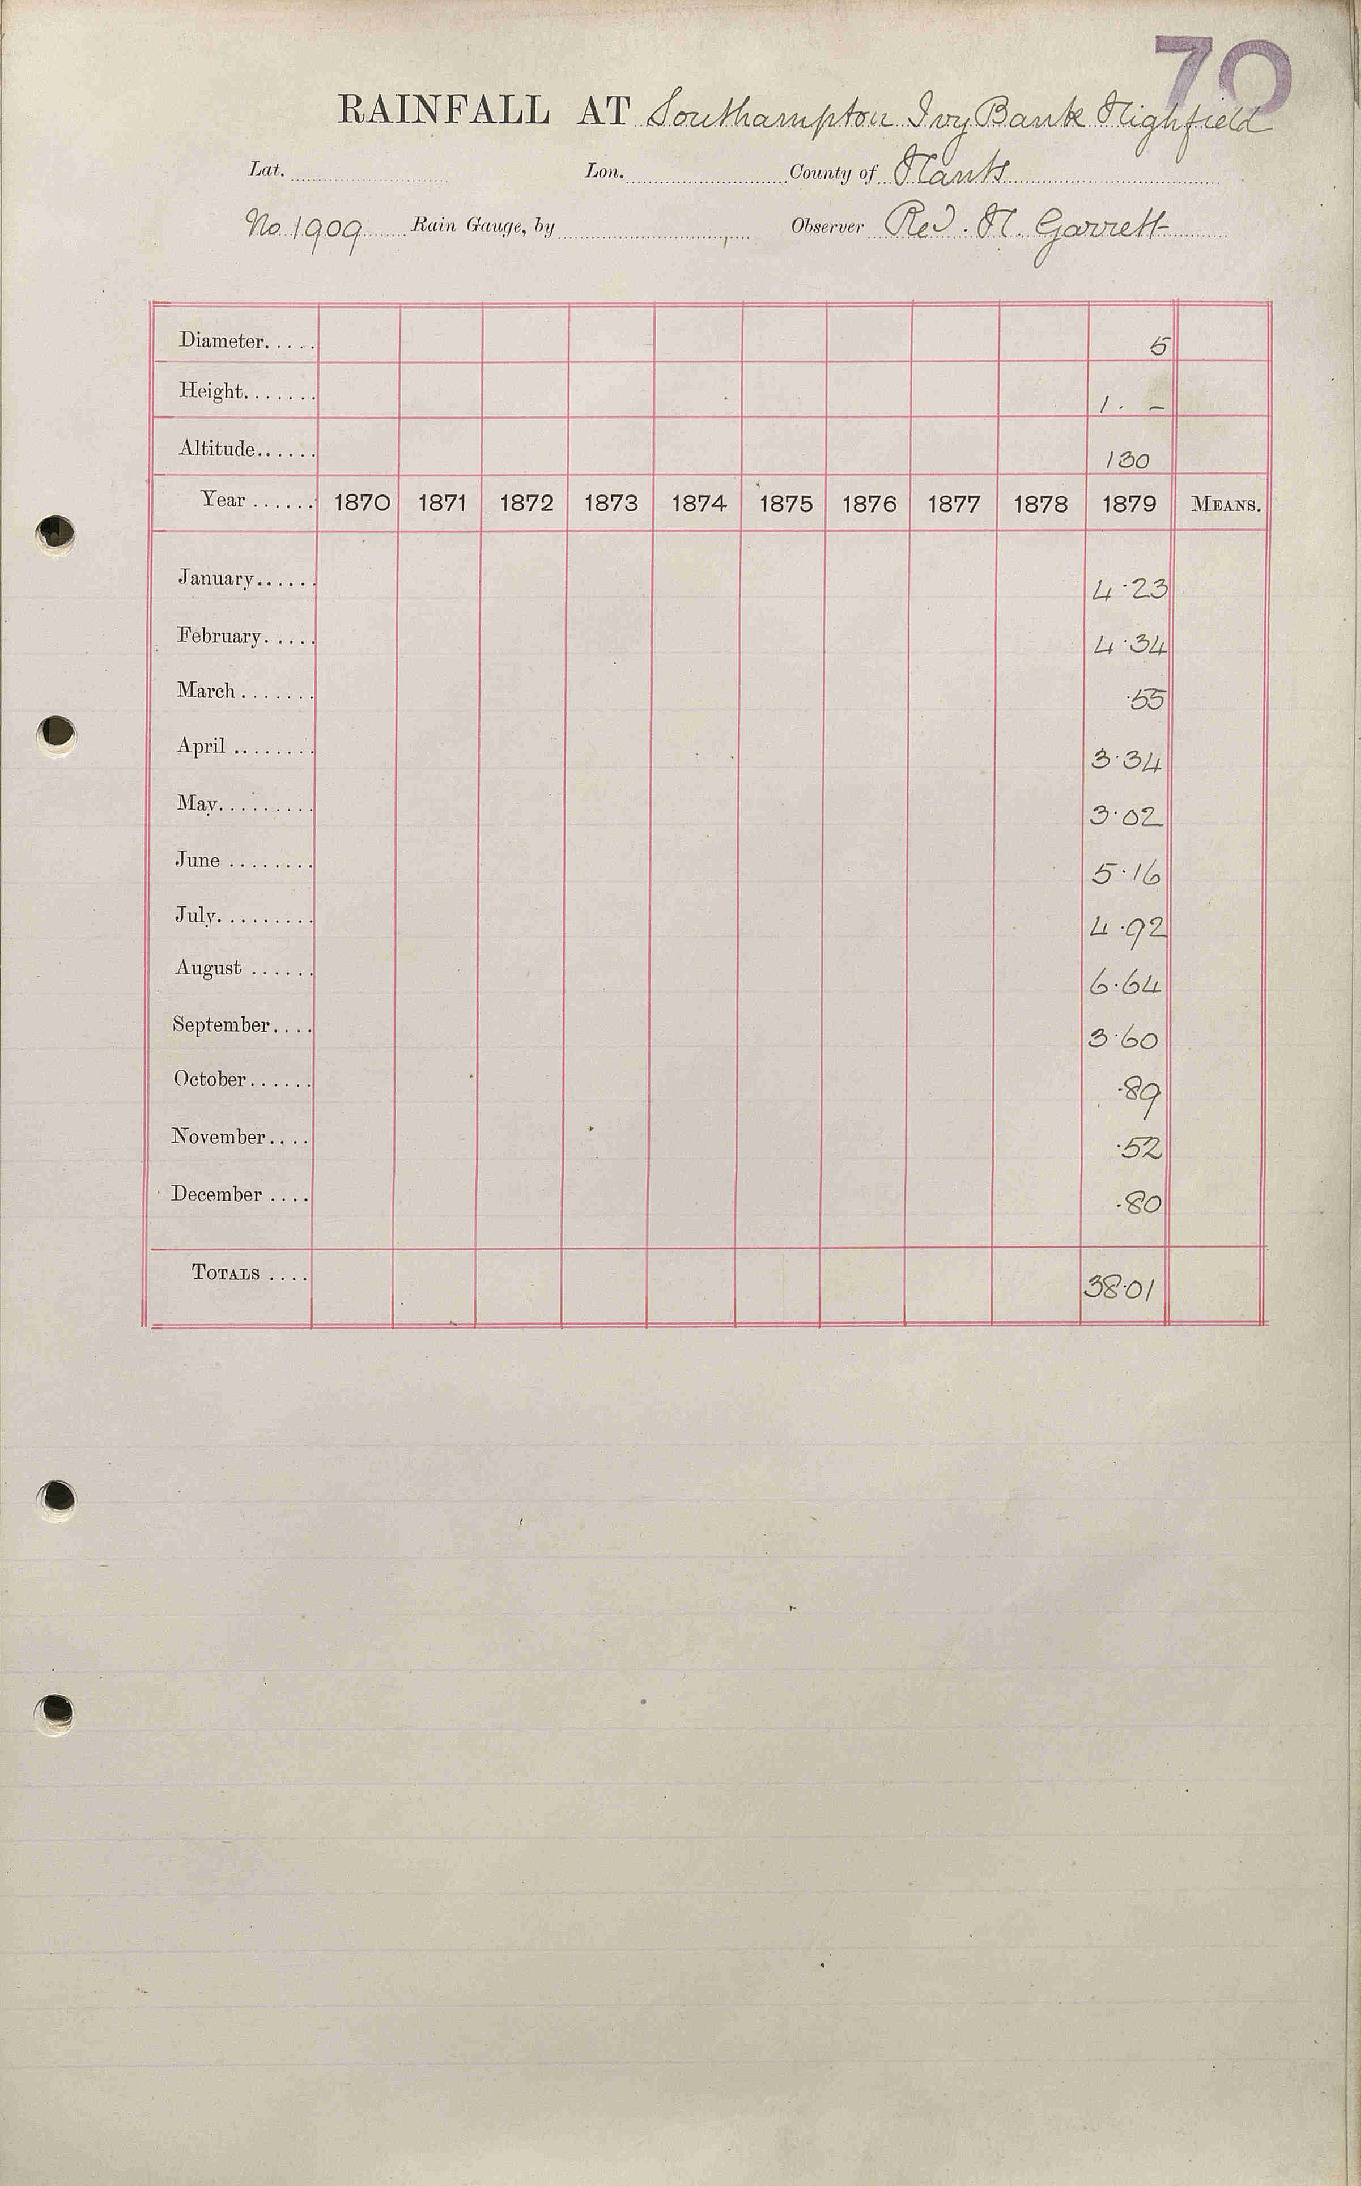 70
RAINFALL AT Southampton Ivy Bank Highfield
Lat. Lon. County of Hants
No 1909 Rain Gauge, by Observer Rev. H. Garrett
Diameter..... 5
Height....... 1. –
Altitude...... 130
Year ...... 1870 1871 1872 1873 1874 1875 1876 1877 1878 1879 MEANS.
January...... 4.23
February..... 4.34
March....... .55
April ........ 3.34
May......... 3.02
June ........ 5.16
July......... 4.92
August ...... 6.64
September.... 3.60
October...... .89
November.... .52
December .... .80
TOTALS .... 38.01